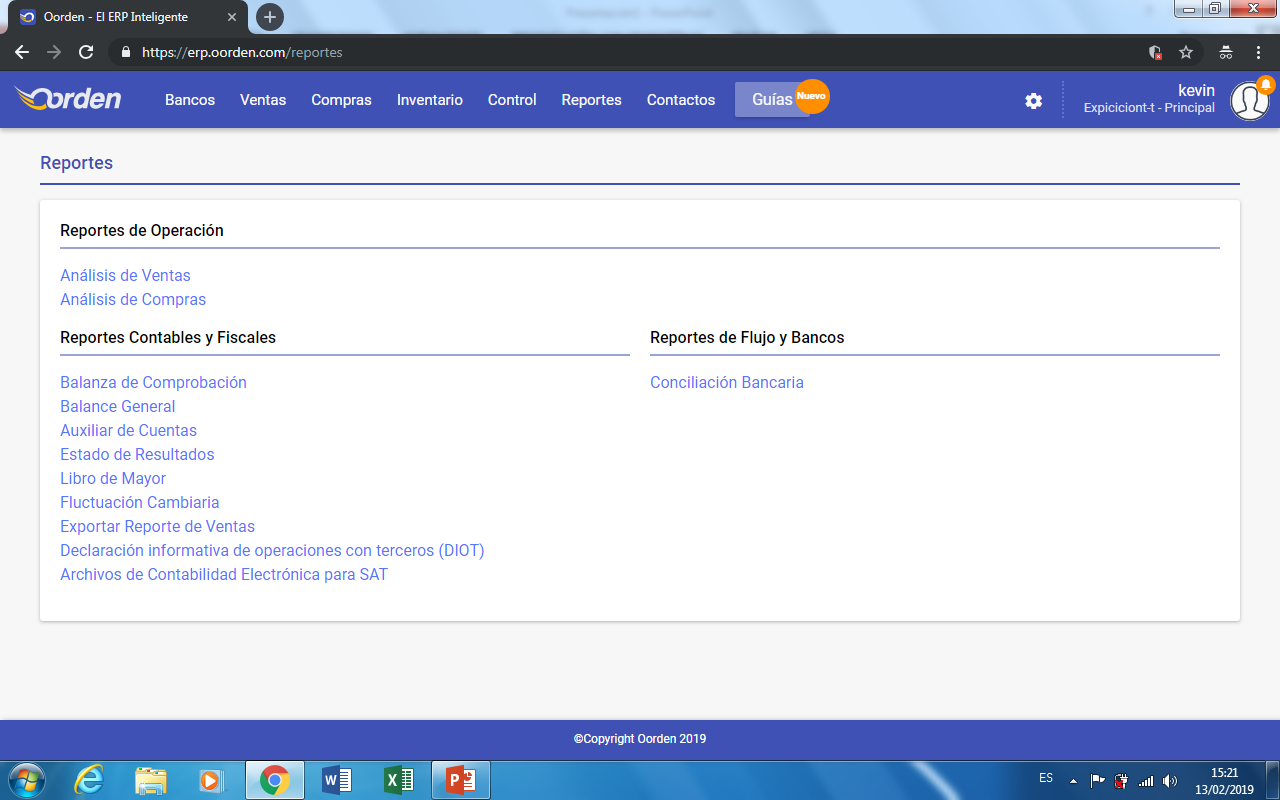 Oorden - El ERP Inteligente
https://erp.oorden.com/reportes
Oorden
Bancos
Ventas
Compras
Inventario
Control
Reportes
Contactos
Guías
Nuevo
kevin
Expiciciont-t - Principal
Reportes
Reportes de Operación
Análisis de Ventas
Análisis de Compras
Reportes Contables y Fiscales
Balanza de Comprobación
Balance General
Auxiliar de Cuentas
Estado de Resultados
Libro de Mayor
Fluctuación Cambiaria
Exportar Reporte de Ventas
Declaración informativa de operaciones con terceros (DIOT)
Archivos de Contabilidad Electrónica para SAT
Reportes de Flujo y Bancos
Conciliación Bancaria
©Copyright Oorden 2019
ES
15:21
13/02/2019